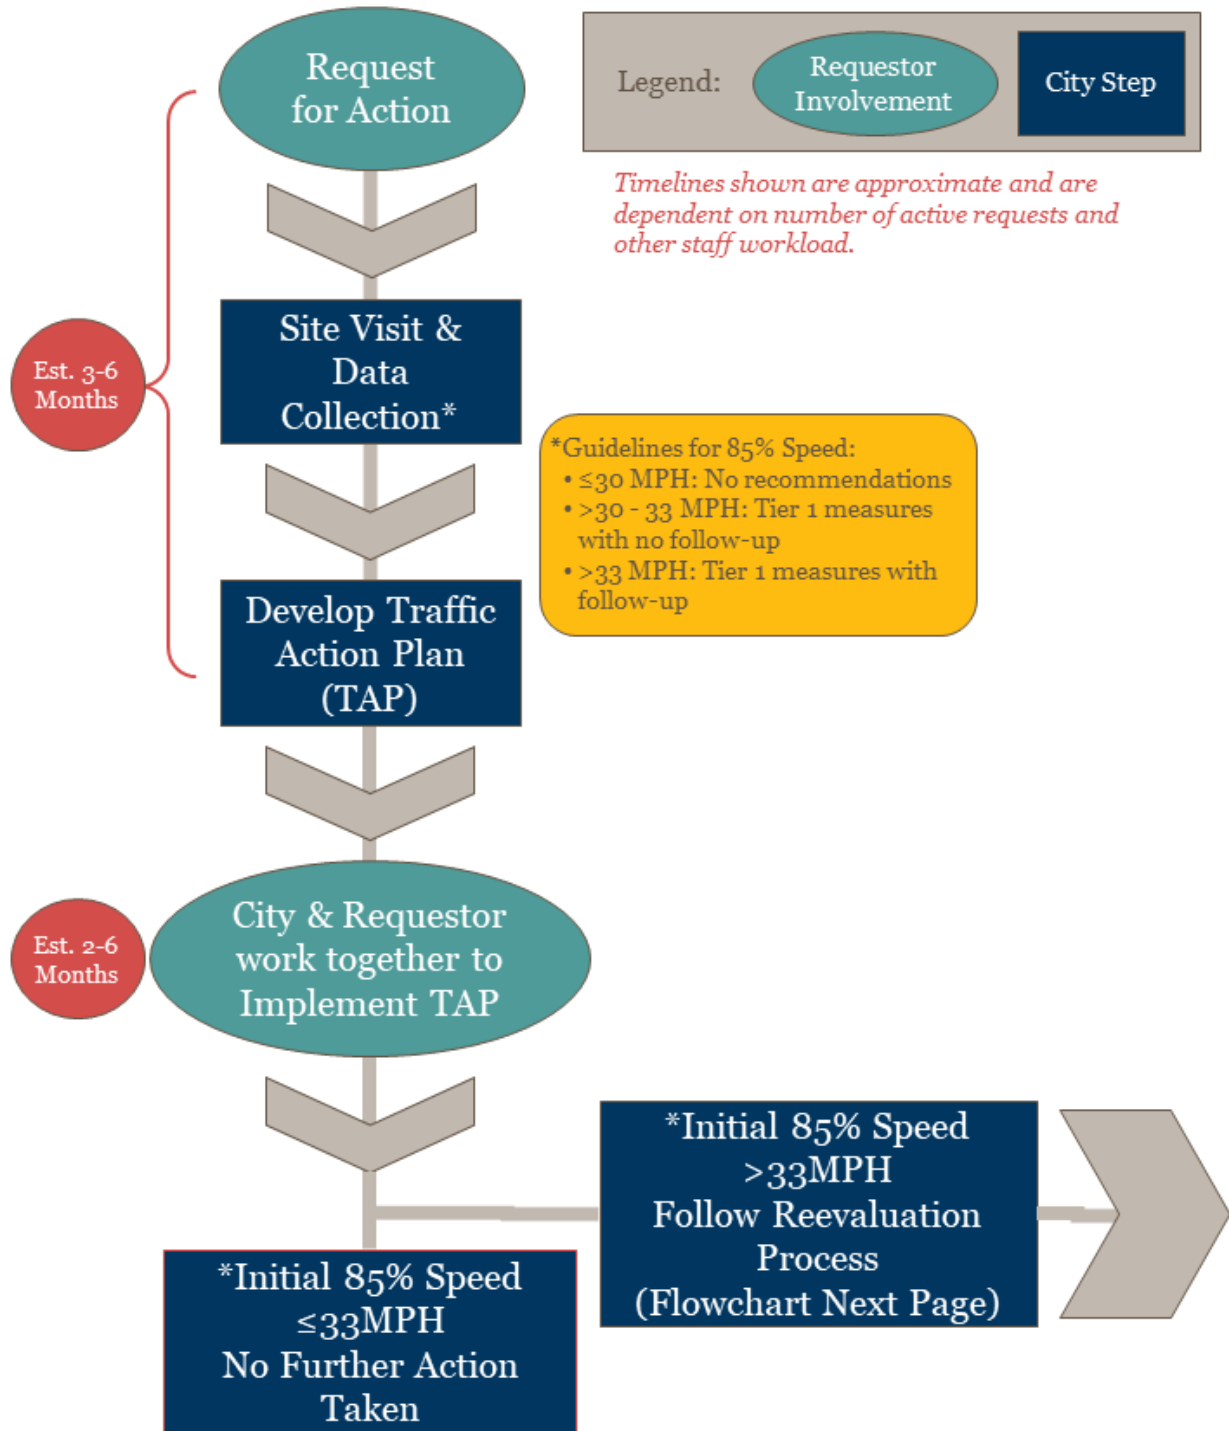 Request
for Action
Legend:
Requestor
Involvement
City Step
Timelines shown are approximate and are
dependent on number of active requests and
other staff workload.
Est. 3-6
Months
Site Visit &
Data
Collection*
*Guidelines for 85% Speed:
• ≤30 MPH: No recommendations
• >30 - 33 MPH: Tier 1 measures
with no follow-up
• >33 MPH: Tier 1 measures with
follow-up
Develop Traffic
Action Plan
(TAP)
Est. 2-6
Months
City & Requestor
work together to
Implement TAP
*Initial 85% Speed
>33MPH
Follow Reevaluation
Process
(Flowchart Next Page)
*Initial 85% Speed
≤33MPH
No Further Action
Taken